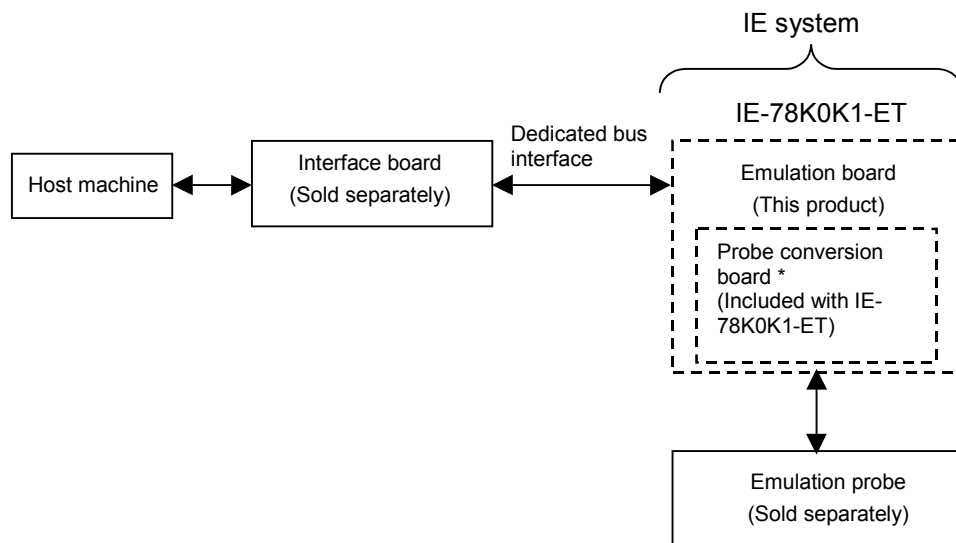 IE system
IE-78K0K1-ET
Host machine
Interface board
(Sold separately)
Dedicated bus
interface
Emulation board
(This product)
Probe conversion
board *
(Included with IE-
78K0K1-ET)
Emulation probe
(Sold separately)